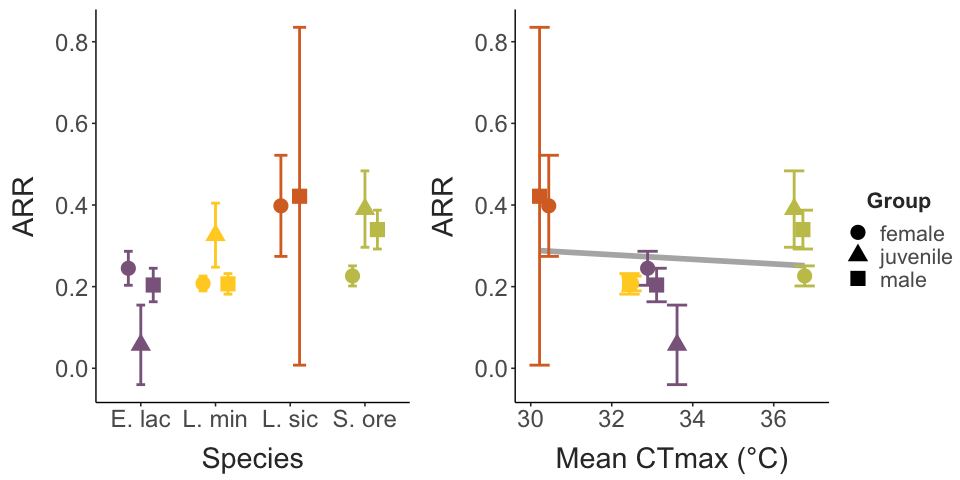 ARR
0.8
0.6
0.4
0.2
0.0
E. lac L. min L. sic S. ore
Species
ARR
0.8
0.6
0.4
0.2
0.0
30 32 34 36
Mean CTmax (°C)
Group
female
juvenile
male